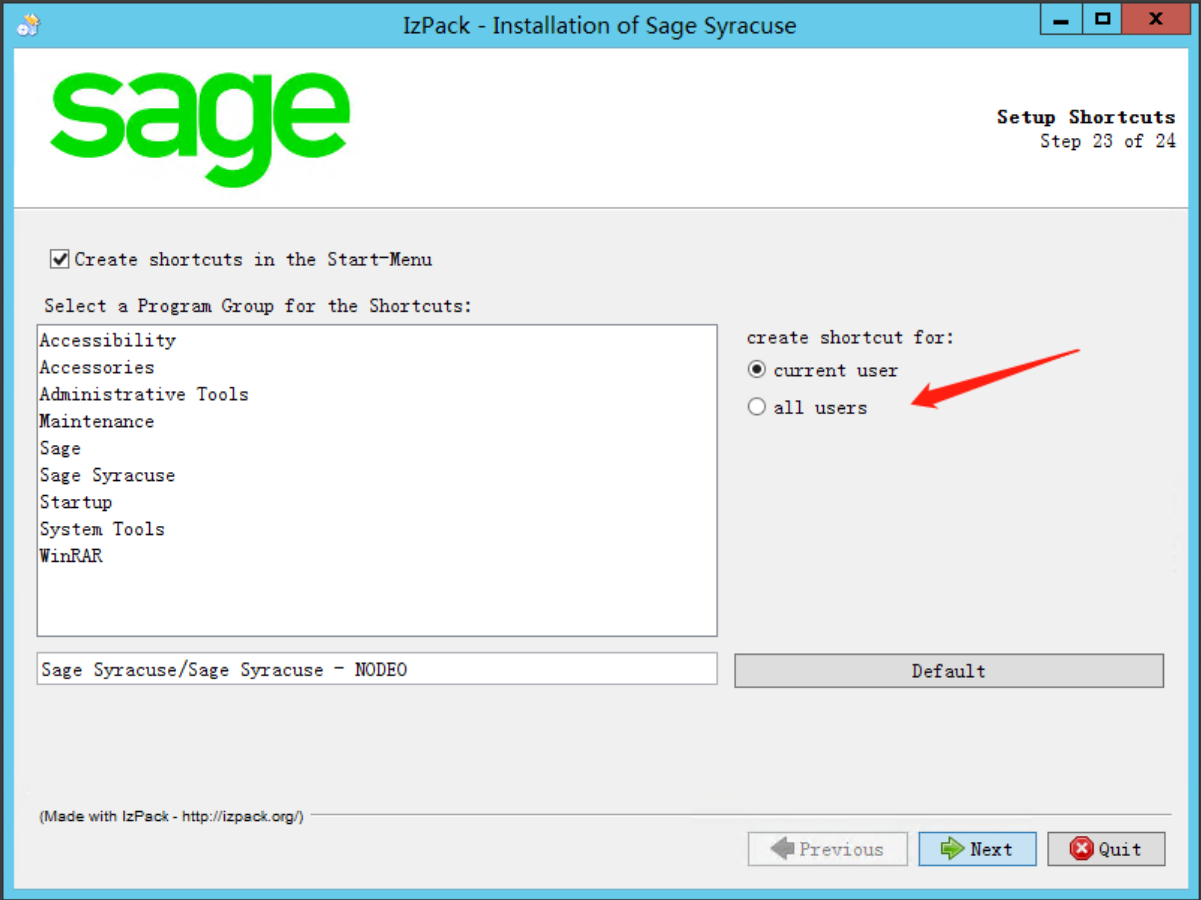 IzPack - Installation of Sage Syracuse
sage
Setup Shortcuts
Step 23 of 24
Create shortcuts in the Start-Menu
Select a Program Group for the Shortcuts:
Accessibility
Accessories
Administrative Tools
Maintenance
Sage
Sage Syracuse
Startup
System Tools
WinRAR
create shortcut for:
current user
all users
Sage Syracuse/Sage Syracuse - NODE0
Default
(Made with IzPack - http://izpack.org/)
Previous
Next
Quit